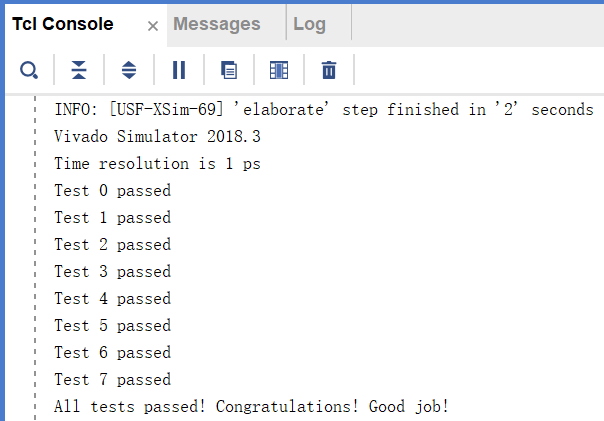 Tcl Console × Messages Log
INFO: [USF-XSim-69] 'elaborate' step finished in '2' seconds
Vivado Simulator 2018.3
Time resolution is 1 ps
Test 0 passed
Test 1 passed
Test 2 passed
Test 3 passed
Test 4 passed
Test 5 passed
Test 6 passed
Test 7 passed
All tests passed! Congratulations! Good job!